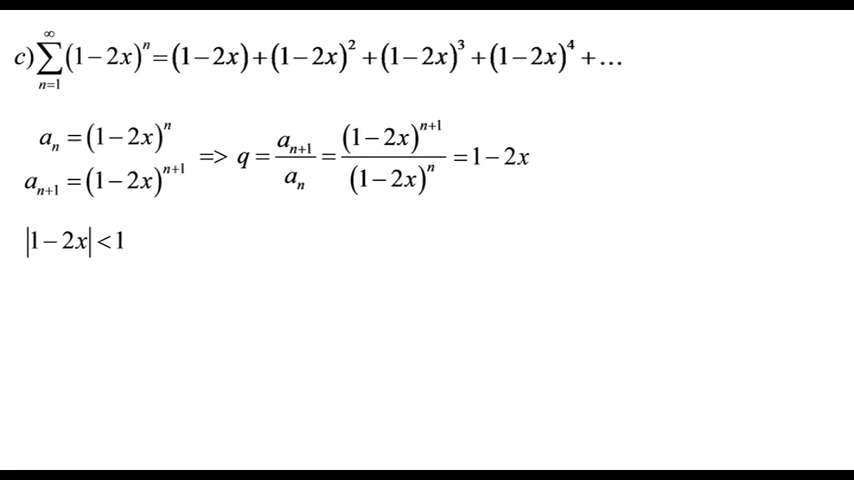 c) ∑_{n=1}^{∞} (1−2x)^n = (1−2x)+(1−2x)^2+(1−2x)^3+(1−2x)^4+…
a_n = (1−2x)^n
a_{n+1} = (1−2x)^{n+1}
=> q = a_{n+1}/a_n = (1−2x)^{n+1}/(1−2x)^n = 1−2x
|1−2x| < 1